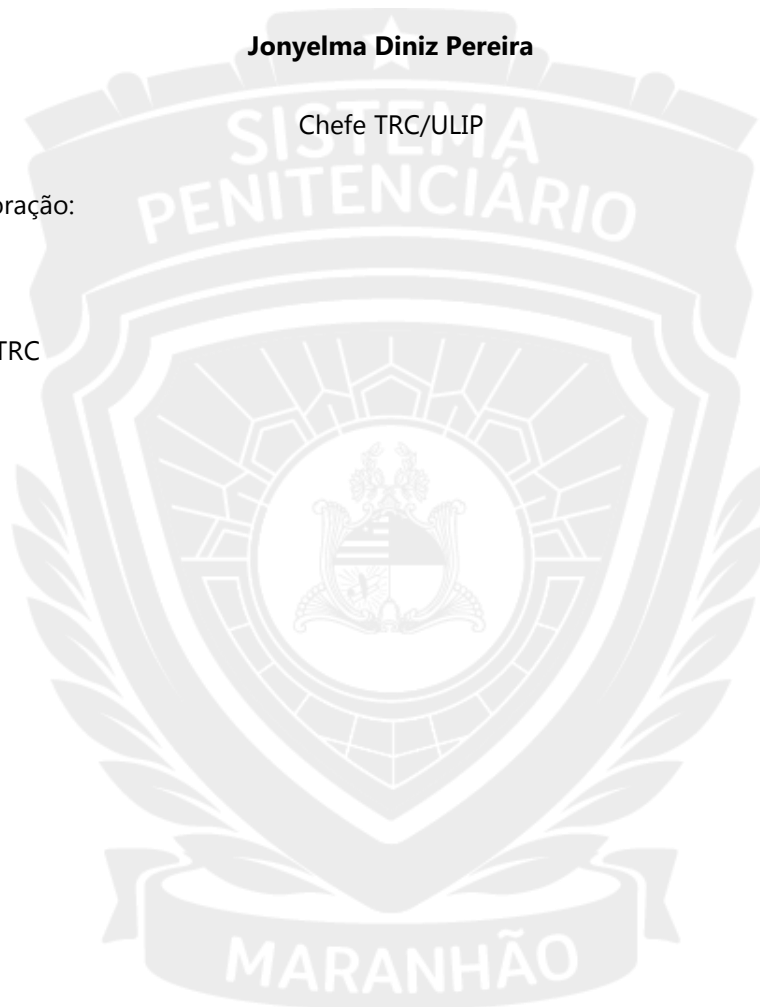 Jonyelma Diniz Pereira
Chefe TRC/ULIP
SISTEMA
PENITENCIÁRIO
oração:
TRC
MARANHÃO